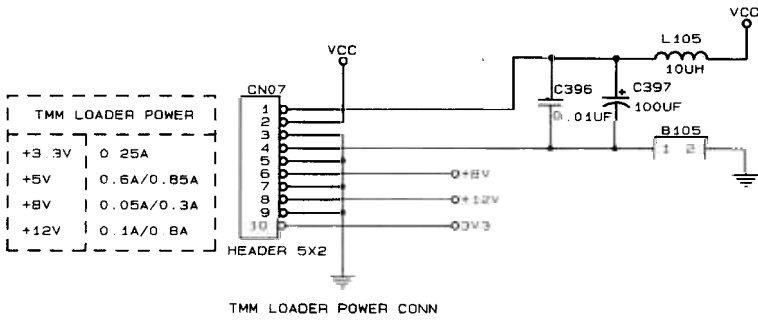 VCC
L105
10UH
VCC
CN07
C396
0.01UF
C397
100UF
TMM LOADER POWER
+3.3V 0 25A
+5V 0.6A/0.85A
+8V 0.05A/0.3A
+12V 0.1A/0.8A
1
2
3
4
5
6 +8V
7
8 +12V
9
10 3V3
B105
1 2
HEADER 5X2
TMM LOADER POWER CONN